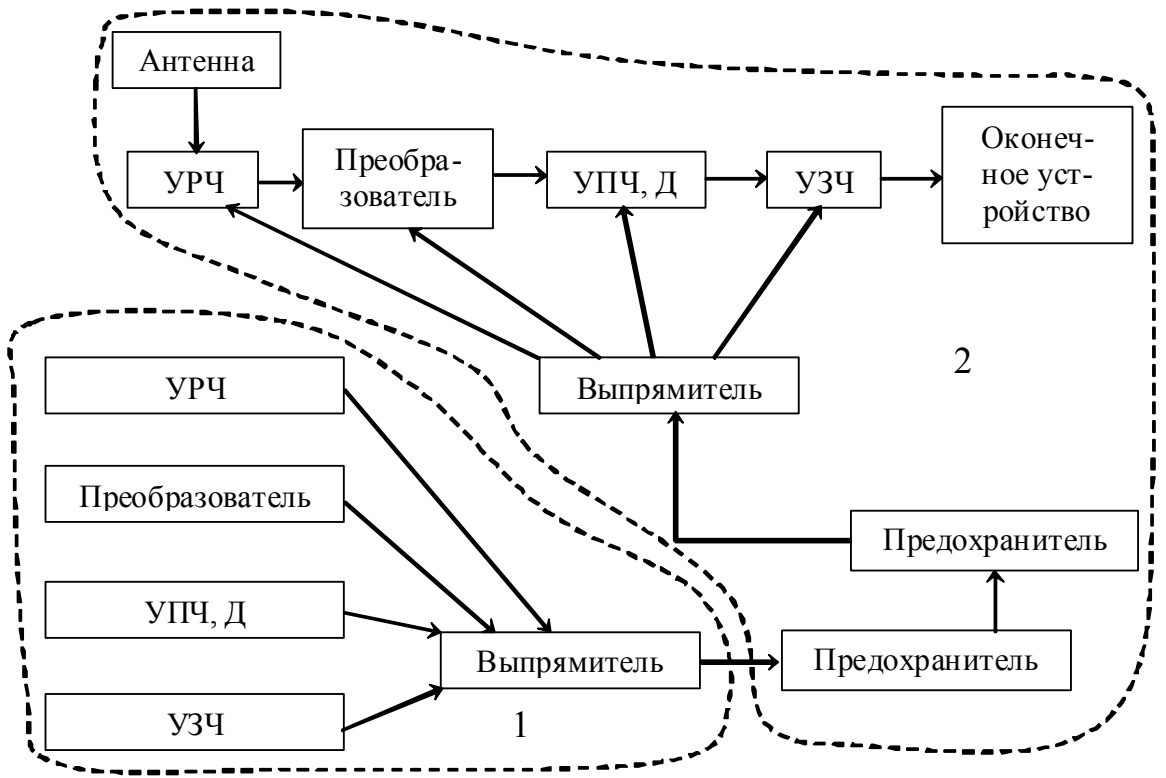 Антенна
УРЧ
Преобра-
зователь
УПЧ, Д
УЗЧ
Оконеч-
ное уст-
ройство
Выпрямитель
2
УРЧ
Преобразователь
Предохранитель
УПЧ, Д
Выпрямитель
Предохранитель
УЗЧ
1